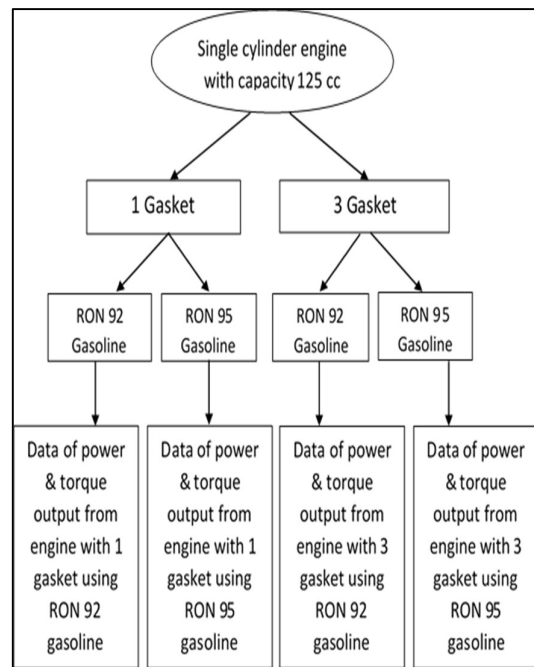 Single cylinder engine
with capacity 125 cc
1 Gasket
3 Gasket
RON 92
Gasoline
RON 95
Gasoline
RON 92
Gasoline
RON 95
Gasoline
Data of power
& torque
output from
engine with 1
gasket using
RON 92
gasoline
Data of power
& torque
output from
engine with 1
gasket using
RON 95
gasoline
Data of power
& torque
output from
engine with 3
gasket using
RON 92
gasoline
Data of power
& torque
output from
engine with 3
gasket using
RON 95
gasoline